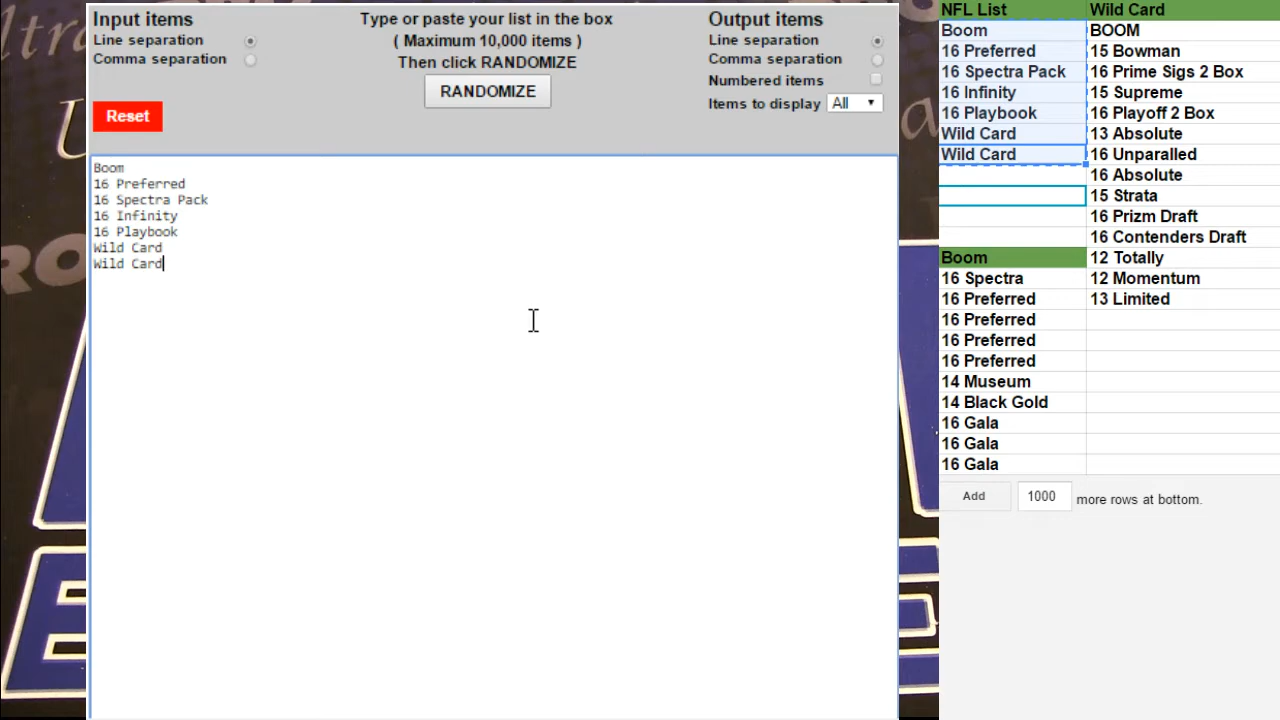 Input items
Line separation
Comma separation
Reset
Type or paste your list in the box
( Maximum 10,000 items )
Then click RANDOMIZE
RANDOMIZE
Output items
Line separation
Comma separation
Numbered items
Items to display All
Boom
16 Preferred
16 Spectra Pack
16 Infinity
16 Playbook
Wild Card
Wild Card
NFL List
Boom
16 Preferred
16 Spectra Pack
16 Infinity
16 Playbook
Wild Card
Wild Card
Boom
16 Spectra
16 Preferred
16 Preferred
16 Preferred
16 Preferred
14 Museum
14 Black Gold
16 Gala
16 Gala
16 Gala
Wild Card
BOOM
15 Bowman
16 Prime Sigs 2 Box
15 Supreme
16 Playoff 2 Box
13 Absolute
16 Unparalled
16 Absolute
15 Strata
16 Prizm Draft
16 Contenders Draft
12 Totally
12 Momentum
13 Limited
Add 1000 more rows at bottom.